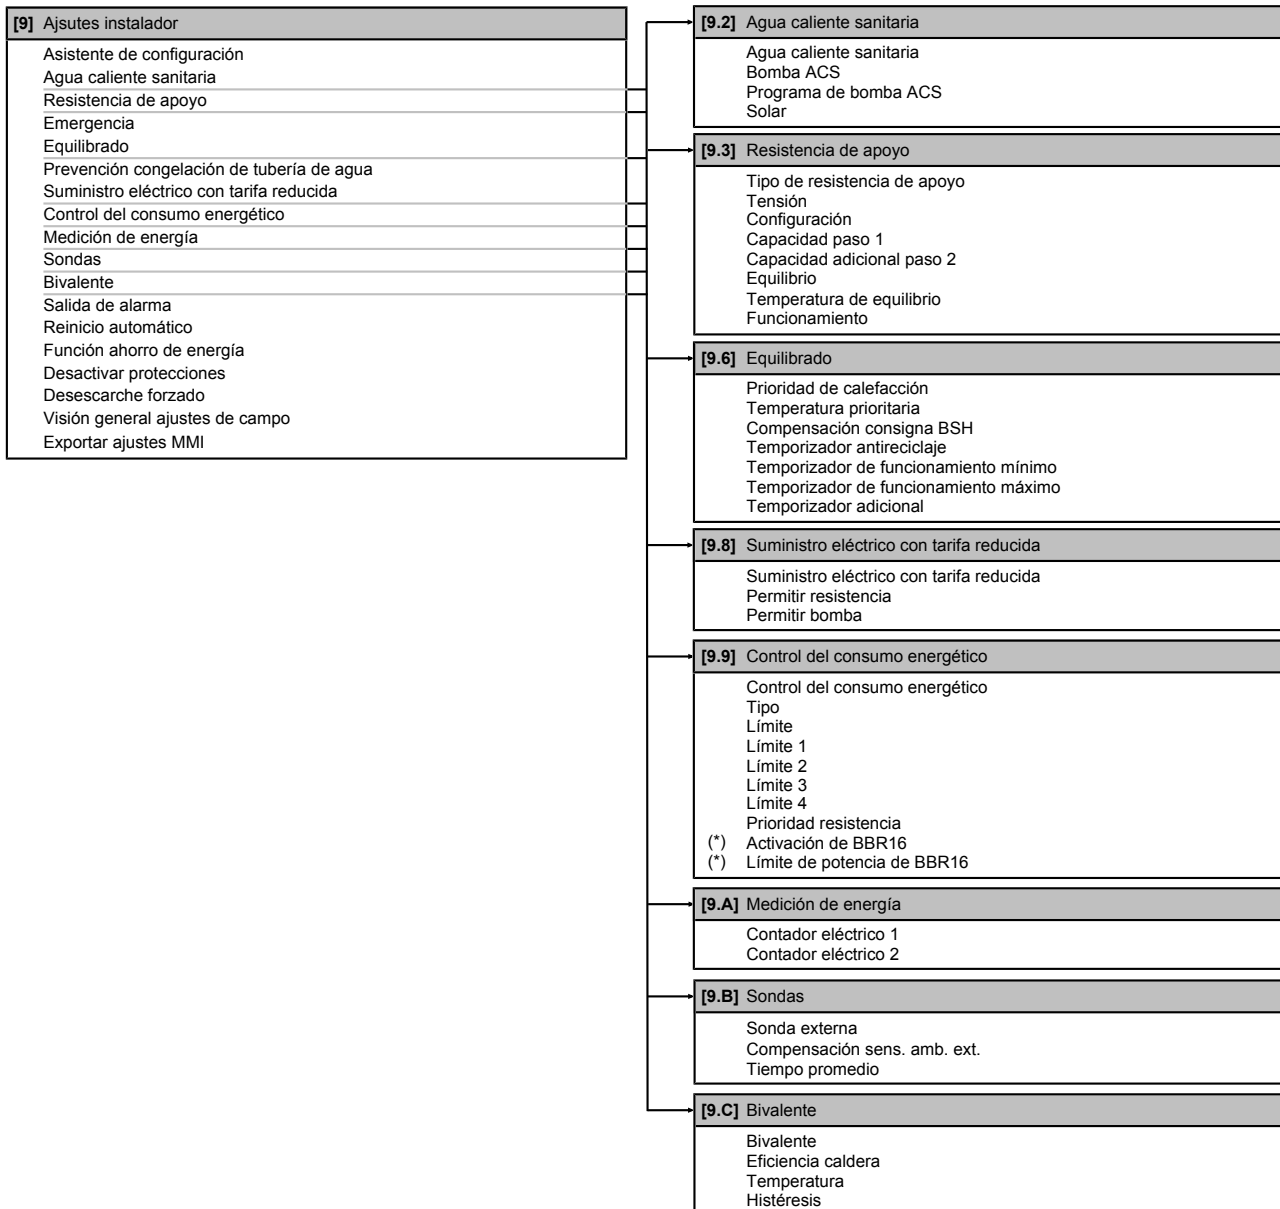 [9] Ajsutes instalador
Asistente de configuración
Agua caliente sanitaria
Resistencia de apoyo
Emergencia
Equilibrado
Prevención congelación de tubería de agua
Suministro eléctrico con tarifa reducida
Control del consumo energético
Medición de energía
Sondas
Bivalente
Salida de alarma
Reinicio automático
Función ahorro de energía
Desactivar protecciones
Desescarche forzado
Visión general ajustes de campo
Exportar ajustes MMI
[9.2] Agua caliente sanitaria
Agua caliente sanitaria
Bomba ACS
Programa de bomba ACS
Solar
[9.3] Resistencia de apoyo
Tipo de resistencia de apoyo
Tensión
Configuración
Capacidad paso 1
Capacidad adicional paso 2
Equilibrio
Temperatura de equilibrio
Funcionamiento
[9.6] Equilibrado
Prioridad de calefacción
Temperatura prioritaria
Compensación consigna BSH
Temporizador antireciclaje
Temporizador de funcionamiento mínimo
Temporizador de funcionamiento máximo
Temporizador adicional
[9.8] Suministro eléctrico con tarifa reducida
Suministro eléctrico con tarifa reducida
Permitir resistencia
Permitir bomba
[9.9] Control del consumo energético
Control del consumo energético
Tipo
Límite
Límite 1
Límite 2
Límite 3
Límite 4
Prioridad resistencia
(*) Activación de BBR16
(*) Límite de potencia de BBR16
[9.A] Medición de energía
Contador eléctrico 1
Contador eléctrico 2
[9.B] Sondas
Sonda externa
Compensación sens. amb. ext.
Tiempo promedio
[9.C] Bivalente
Bivalente
Eficiencia caldera
Temperatura
Histéresis